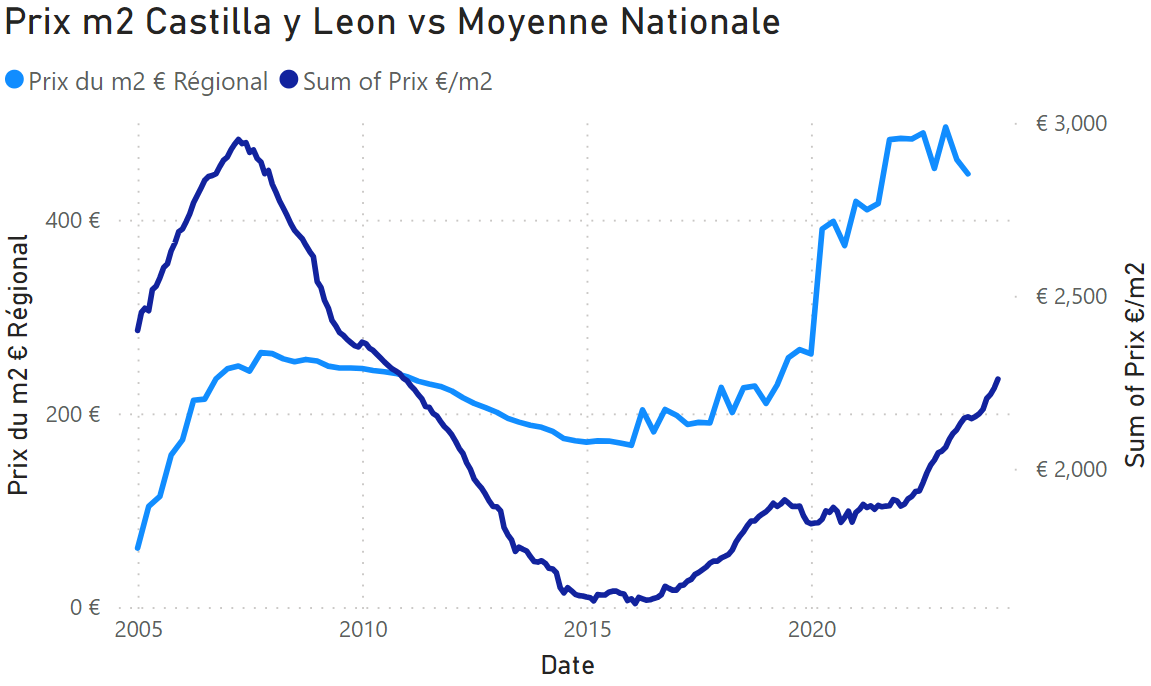 Prix m2 Castilla y Leon vs Moyenne Nationale
Prix du m2 € Régional Sum of Prix €/m2
€ 3,000
400 €
€ 2,500
200 €
€ 2,000
0 €
Prix du m2 € Régional
Sum of Prix €/m2
2005 2010 2015 2020
Date